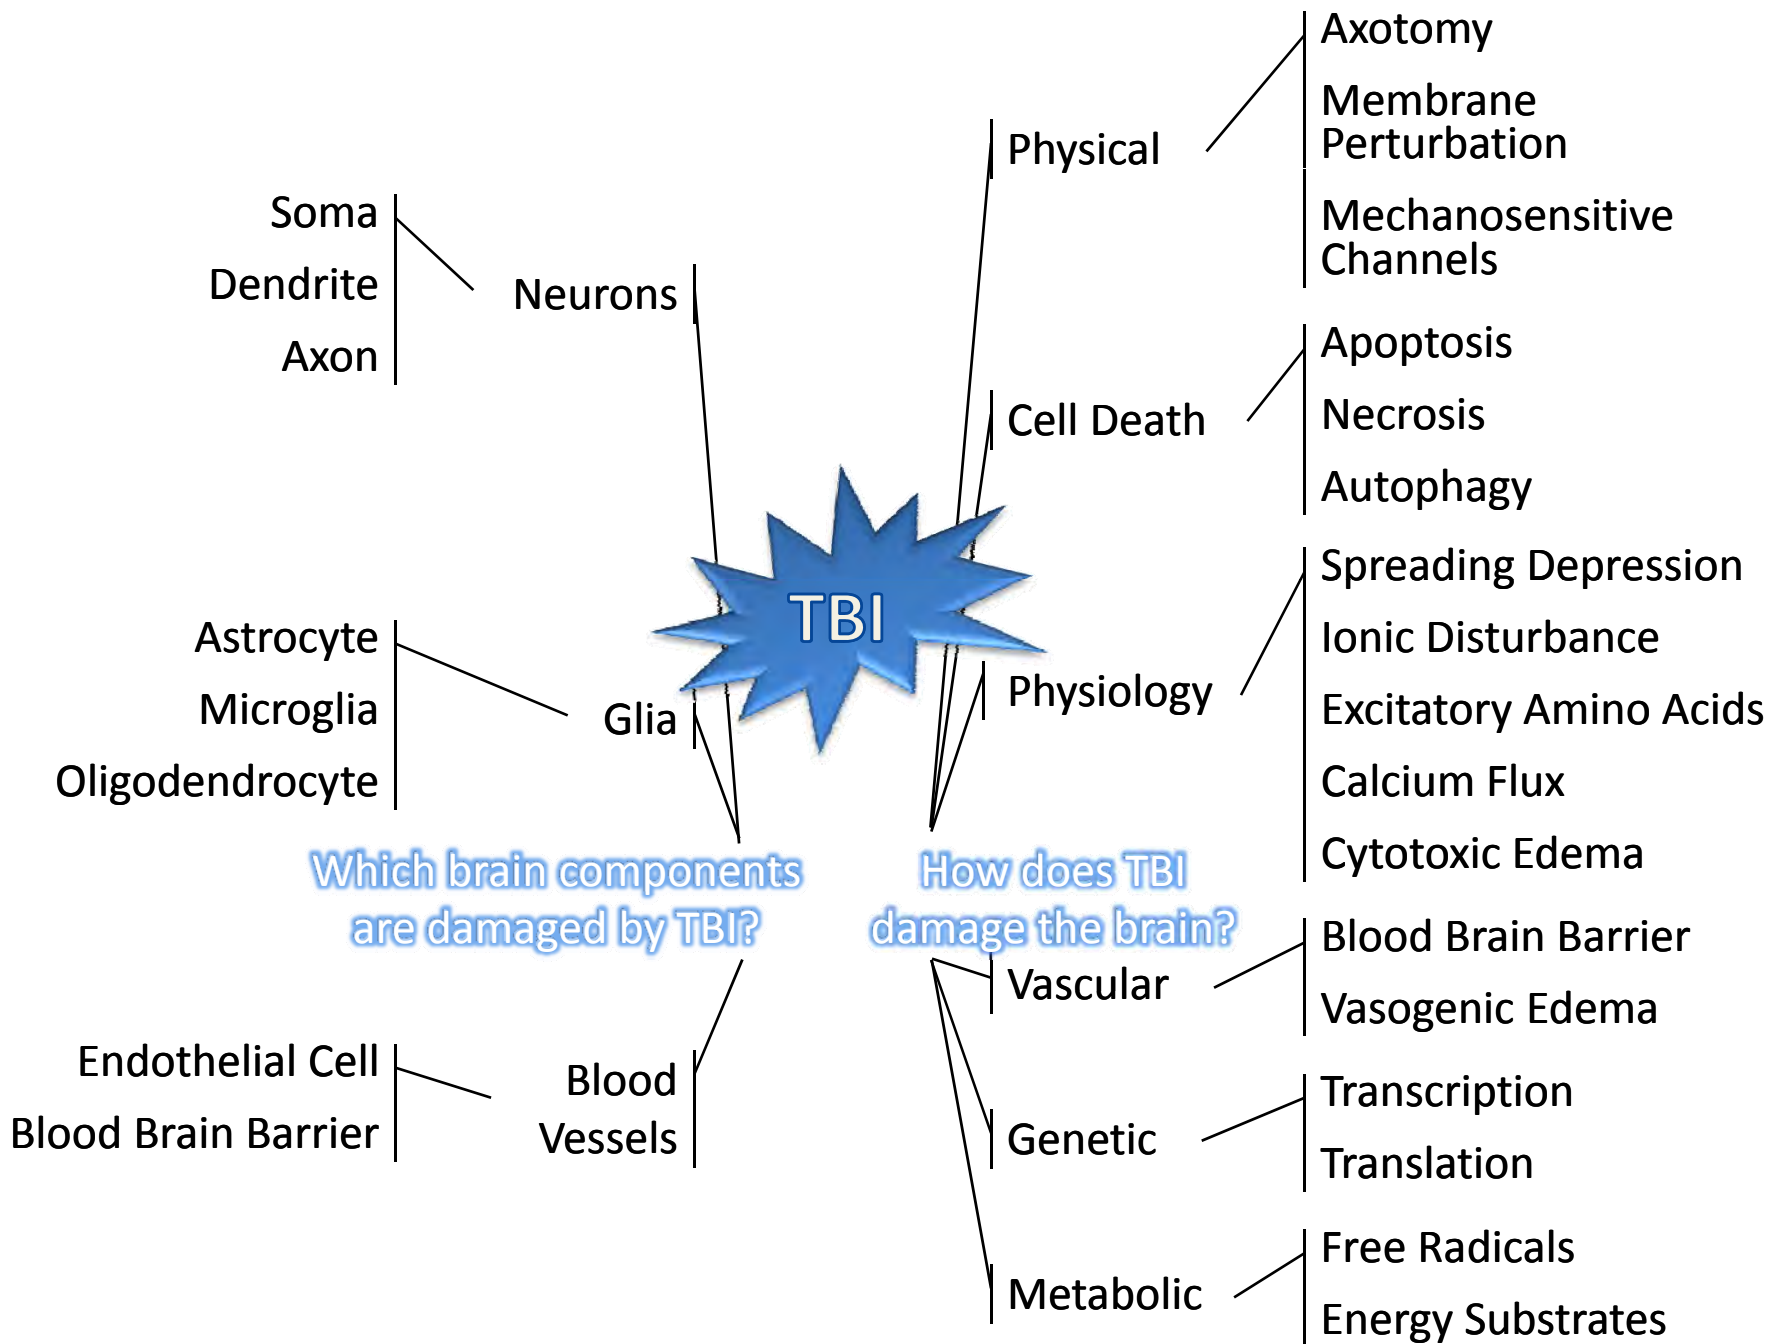 Soma
Dendrite
Axon
Neurons
Astrocyte
Microglia
Oligodendrocyte
Glia
Which brain components
are damaged by TBI?
Endothelial Cell
Blood Brain Barrier
Blood
Vessels
TBI
How does TBI
damage the brain?
Physical
Axotomy
Membrane
Perturbation
Mechanosensitive
Channels
Cell Death
Apoptosis
Necrosis
Autophagy
Physiology
Spreading Depression
Ionic Disturbance
Excitatory Amino Acids
Calcium Flux
Cytotoxic Edema
Vascular
Blood Brain Barrier
Vasogenic Edema
Genetic
Transcription
Translation
Metabolic
Free Radicals
Energy Substrates